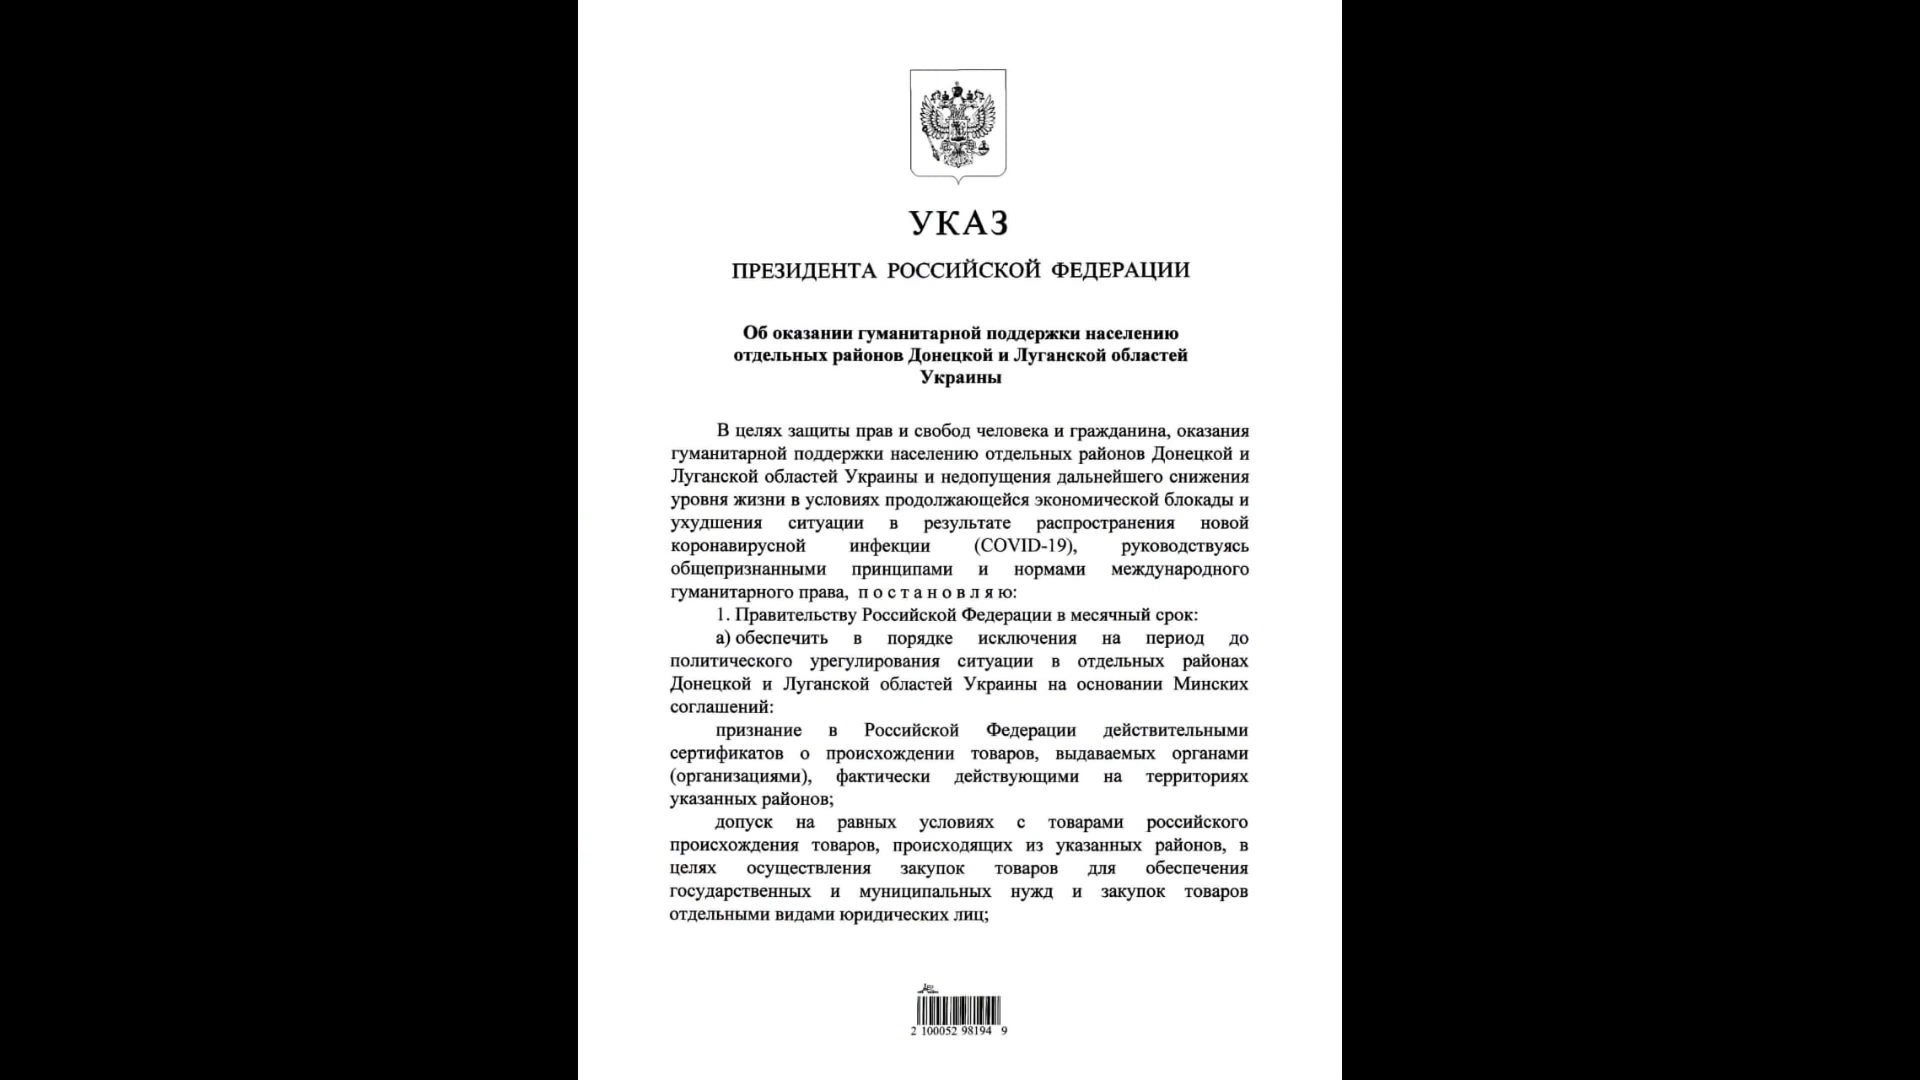 УКАЗ
ПРЕЗИДЕНТА РОССИЙСКОЙ ФЕДЕРАЦИИ
Об оказании гуманитарной поддержки населению
отдельных районов Донецкой и Луганской областей
Украины
В целях защиты прав и свобод человека и гражданина, оказания
гуманитарной поддержки населению отдельных районов Донецкой и
Луганской областей Украины и недопущения дальнейшего снижения
уровня жизни в условиях продолжающейся экономической блокады и
ухудшения ситуации в результате распространения новой
коронавирусной инфекции (COVID-19), руководствуясь
общепризнанными принципами и нормами международного
гуманитарного права, п о с т а н о в л я ю:
1. Правительству Российской Федерации в месячный срок:
а) обеспечить в порядке исключения на период до
политического урегулирования ситуации в отдельных районах
Донецкой и Луганской областей Украины на основании Минских
соглашений:
признание в Российской Федерации действительными
сертификатов о происхождении товаров, выдаваемых органами
(организациями), фактически действующими на территориях
указанных районов;
допуск на равных условиях с товарами российского
происхождения товаров, происходящих из указанных районов, в
целях осуществления закупок товаров для обеспечения
государственных и муниципальных нужд и закупок товаров
отдельными видами юридических лиц;
2 100052 98194 9